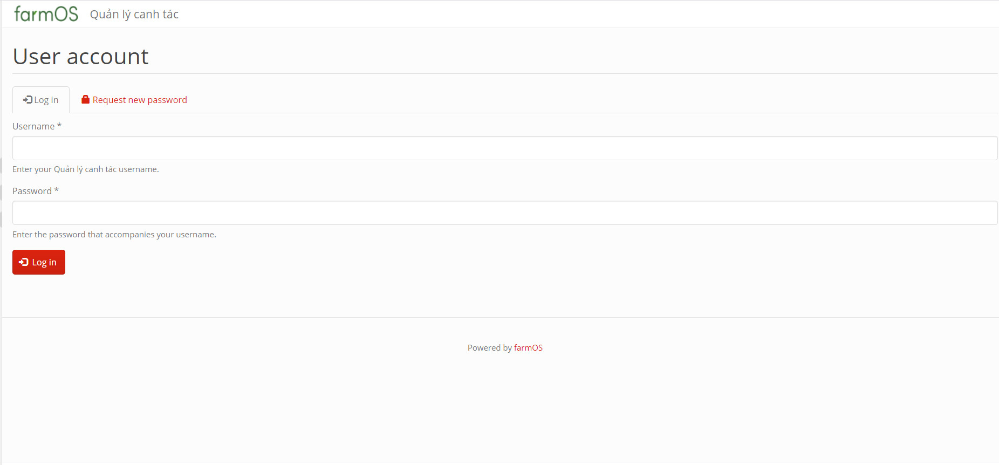 farmOS Quản lý canh tác
User account
Log in Request new password
Username *
Enter your Quản lý canh tác username.
Password *
Enter the password that accompanies your username.
Log in
Powered by farmOS